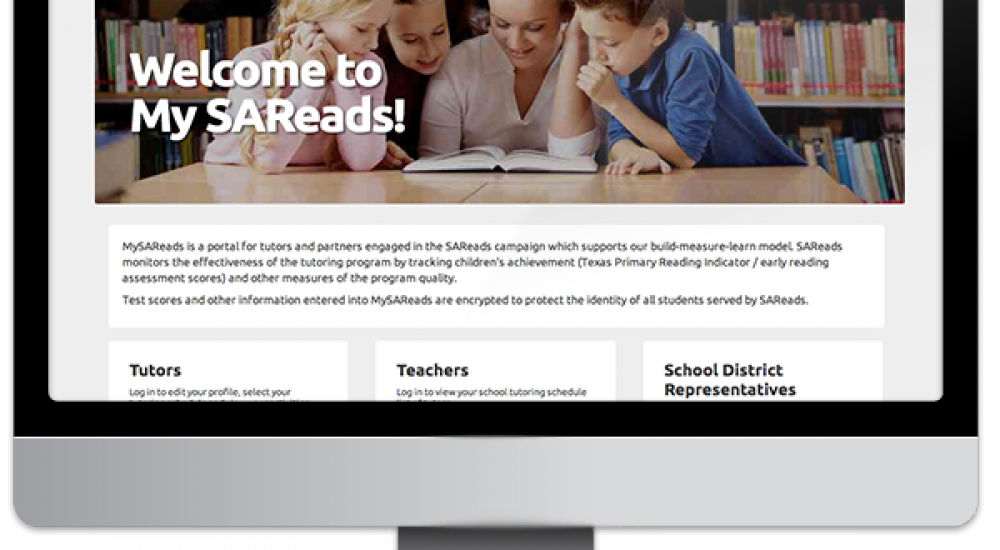 Welcome to
My SAReads!
MySAReads is a portal for tutors and partners engaged in the SAReads campaign which supports our build-measure-learn model. SAReads
monitors the effectiveness of the tutoring program by tracking children's achievement (Texas Primary Reading Indicator / early reading
assessment scores) and other measures of the program quality.
Test scores and other information entered into MySAReads are encrypted to protect the identity of all students served by SAReads.
Tutors
Log in to edit your profile, select your
Teachers
Log in to view your school tutoring schedule
School District
Representatives